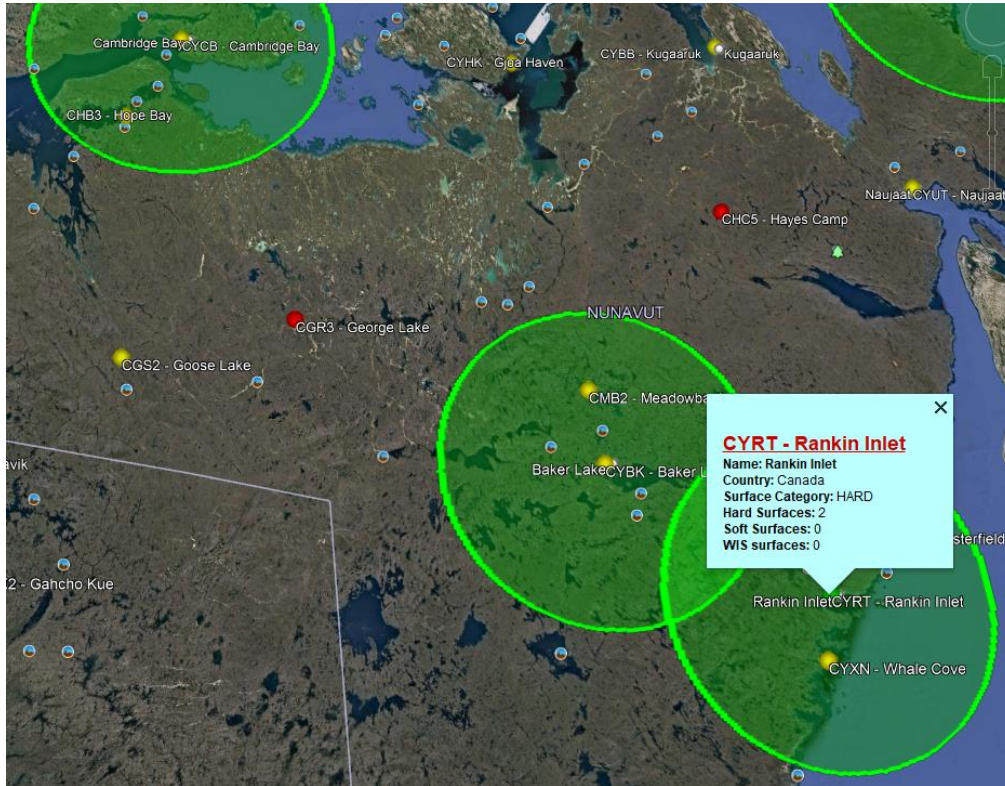 Cambridge Bay CYCB - Cambridge Bay
CYHK - Gjoa Haven
CYBB - Kugaaruk Kugaaruk
CHB3 - Hope Bay
Naujaat CYUT - Naujaat
CHC5 - Hayes Camp
NUNAVUT
CGR3 - George Lake
CGS2 - Goose Lake
CMB2 - Meadowba
CYRT - Rankin Inlet
Name: Rankin Inlet
Country: Canada
Surface Category: HARD
Hard Surfaces: 2
Soft Surfaces: 0
WIS surfaces: 0
avik
Baker Lake CYBK - Baker L
sterfield
K2 - Gahcho Kue
Rankin Inlet CYRT - Rankin Inlet
CYXN - Whale Cove